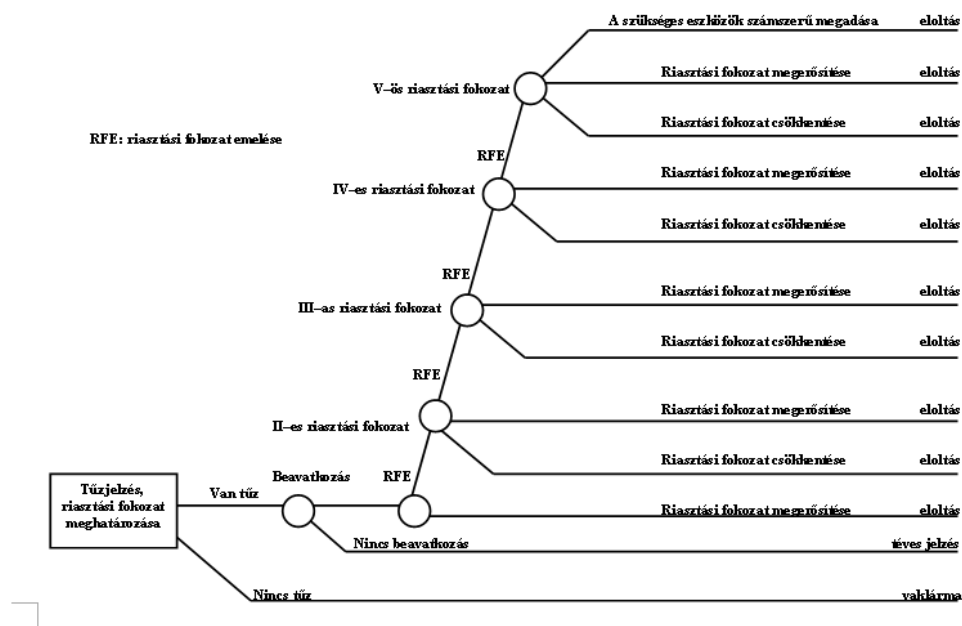 A szükséges eszközök számszerű megadása eloltás
Riasztási fokozat megerősítése eloltás
V–ös riasztási fokozat
Riasztási fokozat csökkentése eloltás
RFE: riasztási fokozat emelése
RFE
Riasztási fokozat megerősítése eloltás
IV–es riasztási fokozat
Riasztási fokozat csökkentése eloltás
RFE
Riasztási fokozat megerősítése eloltás
III–as riasztási fokozat
Riasztási fokozat csökkentése eloltás
RFE
Riasztási fokozat megerősítése eloltás
II–es riasztási fokozat
Riasztási fokozat csökkentése eloltás
Beavatkozás RFE
Tűzjelzés,
riasztási fokozat
meghatározása
Van tűz
Riasztási fokozat megerősítése eloltás
Nincs beavatkozás téves jelzés
Nincs tűz vaklárma